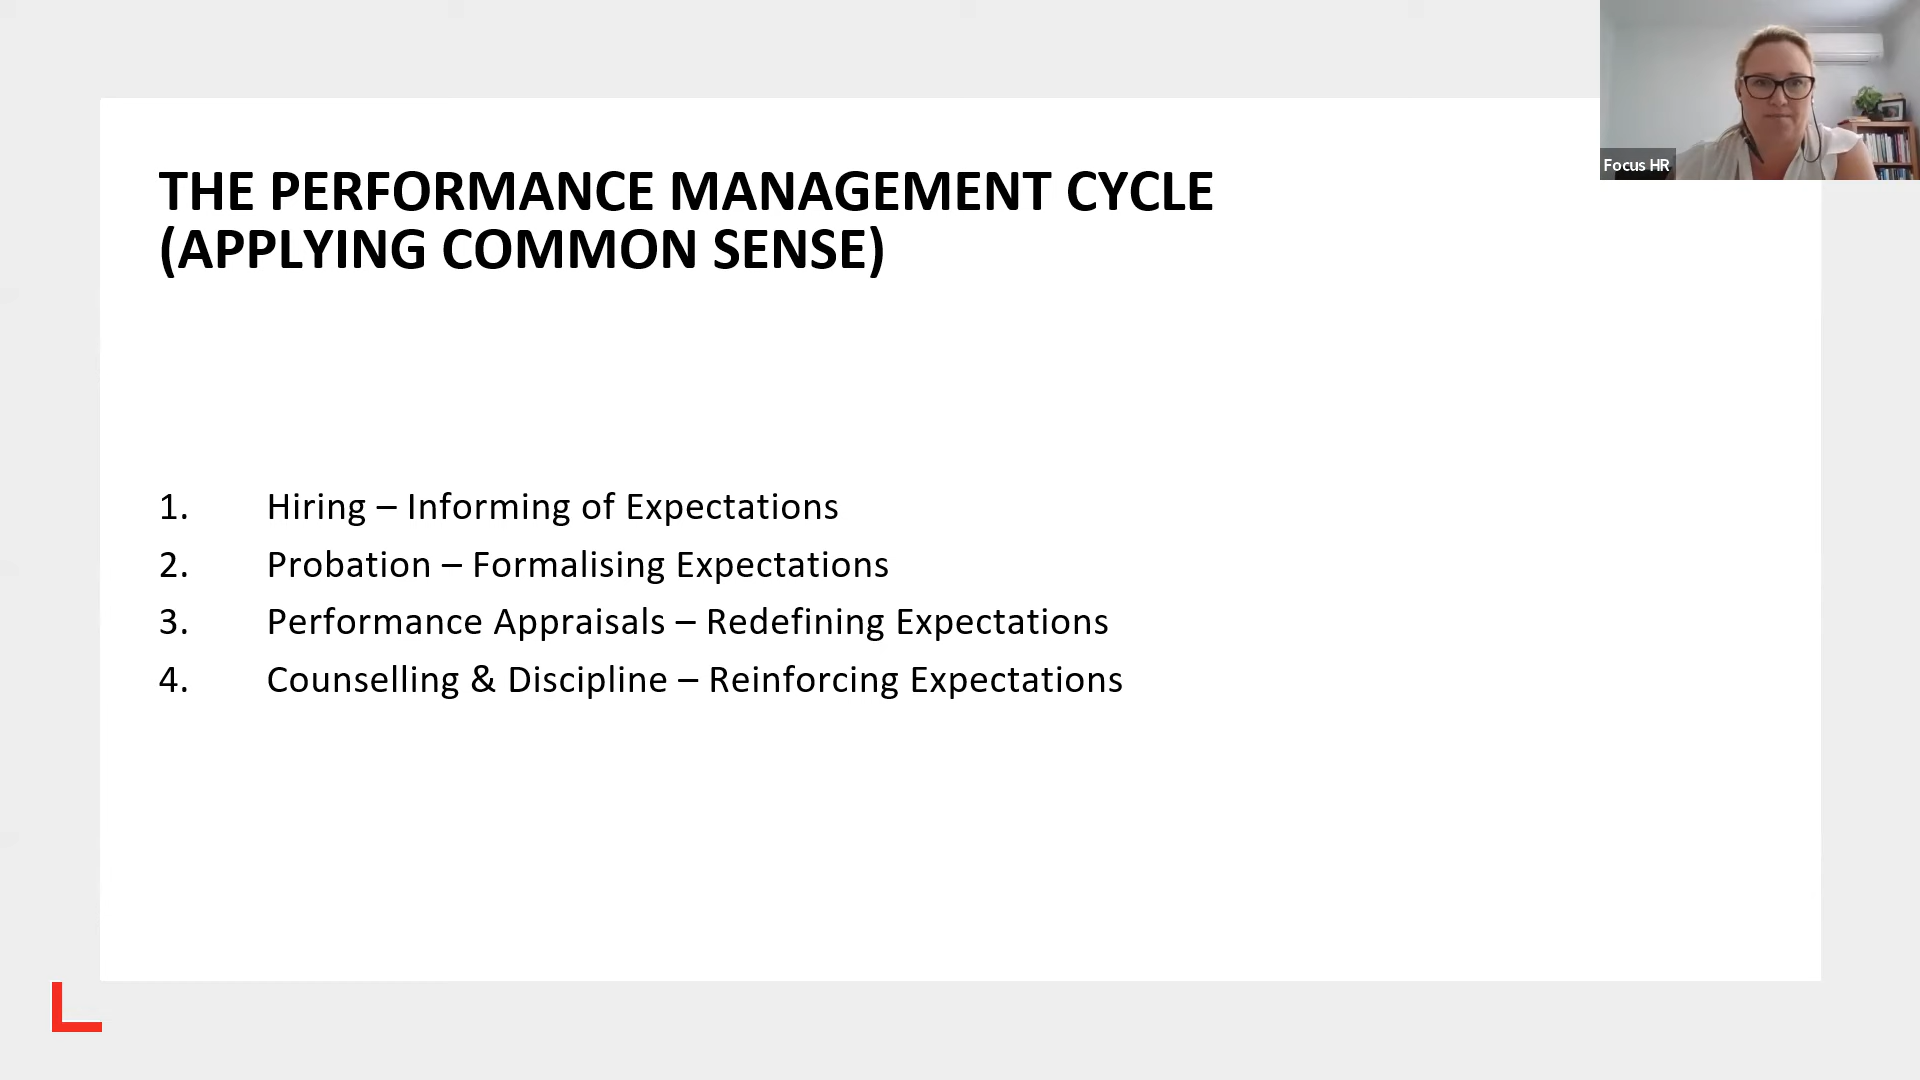 THE PERFORMANCE MANAGEMENT CYCLE
(APPLYING COMMON SENSE)
1. Hiring – Informing of Expectations
2. Probation – Formalising Expectations
3. Performance Appraisals – Redefining Expectations
4. Counselling & Discipline – Reinforcing Expectations
Focus HR